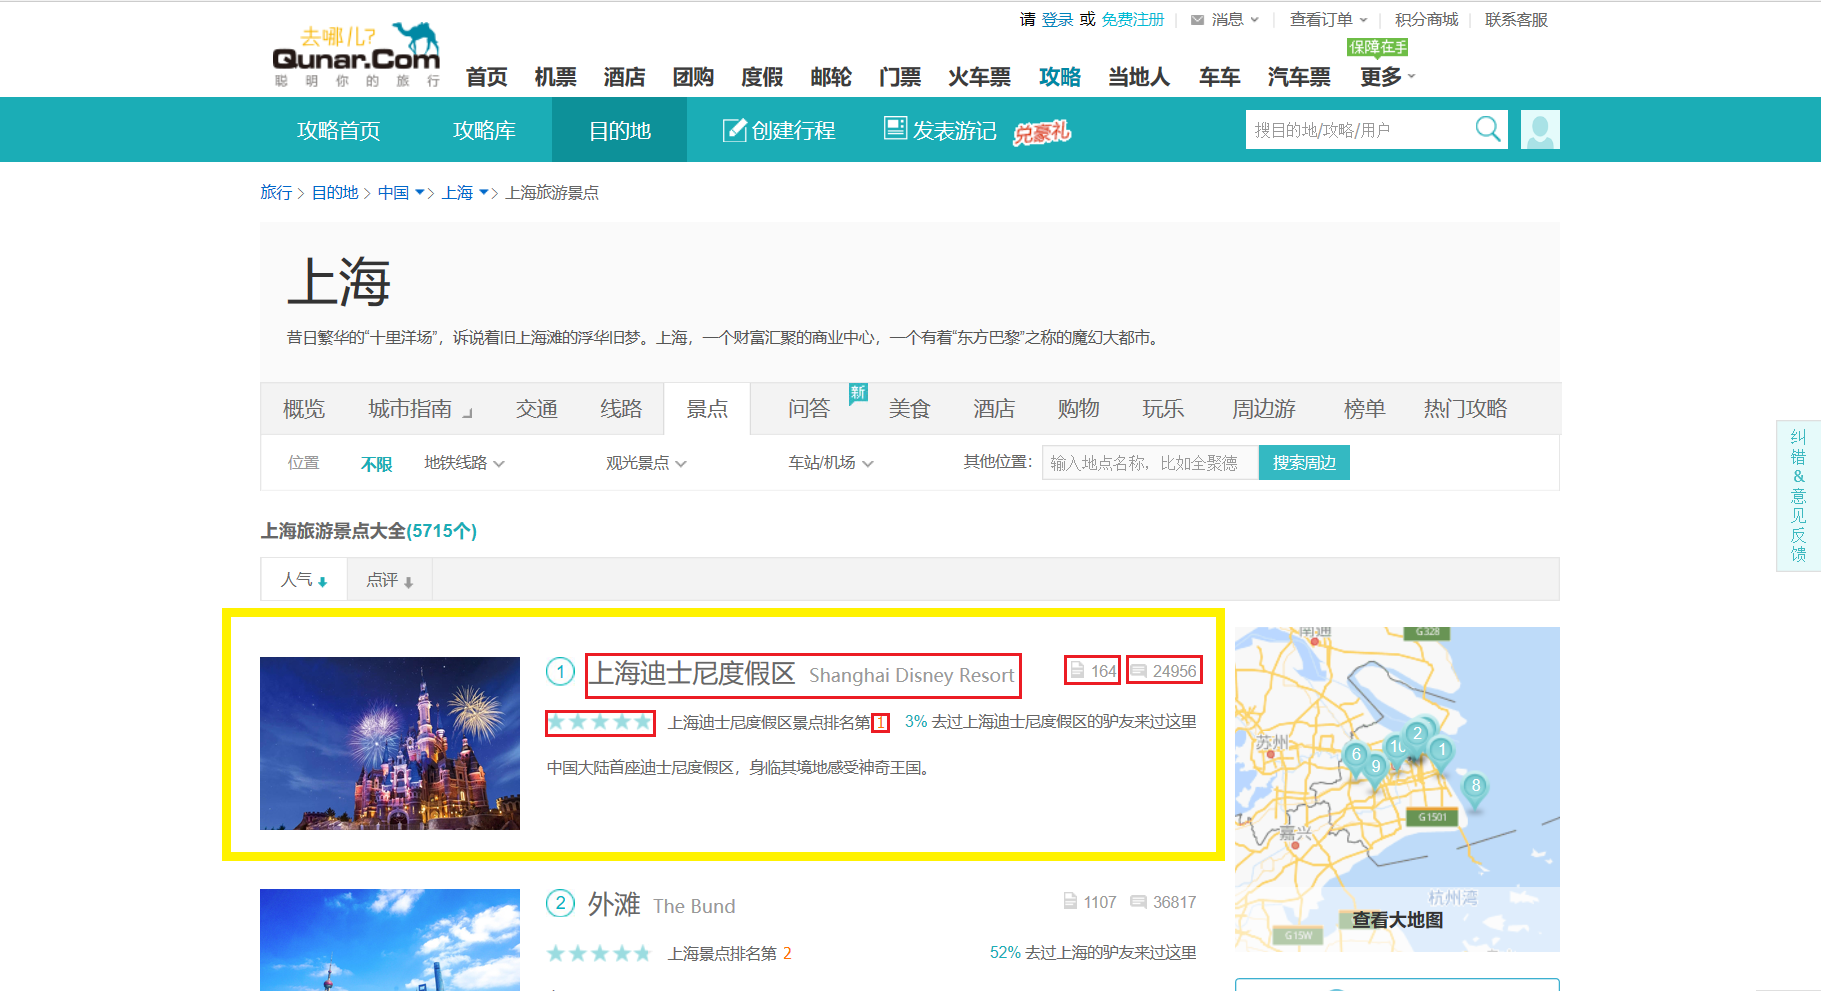 请 登录 或 免费注册 消息 查看订单 积分商城 联系客服
去哪儿?
Qunar.Com
聪明你的旅行
保障在手
首页 机票 酒店 团购 度假 邮轮 门票 火车票 攻略 当地人 车车 汽车票 更多
攻略首页 攻略库 目的地 创建行程 发表游记 兑豪礼 搜目的地/攻略/用户
旅行 > 目的地 > 中国 > 上海 > 上海旅游景点
上海
昔日繁华的“十里洋场”，诉说着旧上海滩的浮华旧梦。上海，一个财富汇聚的商业中心，一个有着“东方巴黎”之称的魔幻大都市。
概览 城市指南 交通 线路 景点 问答 新 美食 酒店 购物 玩乐 周边游 榜单 热门攻略
位置 不限 地铁线路 观光景点 车站/机场 其他位置： 输入地点名称，比如全聚德 搜索周边
纠错&意见反馈
上海旅游景点大全(5715个)
人气 点评
1 上海迪士尼度假区 Shanghai Disney Resort 164 24956
上海迪士尼度假区景点排名第1 3% 去过上海迪士尼度假区的驴友来过这里
中国大陆首座迪士尼度假区，身临其境地感受神奇王国。
2 外滩 The Bund 1107 36817
上海景点排名第 2 52% 去过上海的驴友来过这里
南通 G328
苏州
6 9 10 2 1 8
G1501
嘉兴
杭州湾
查看大地图
G15W